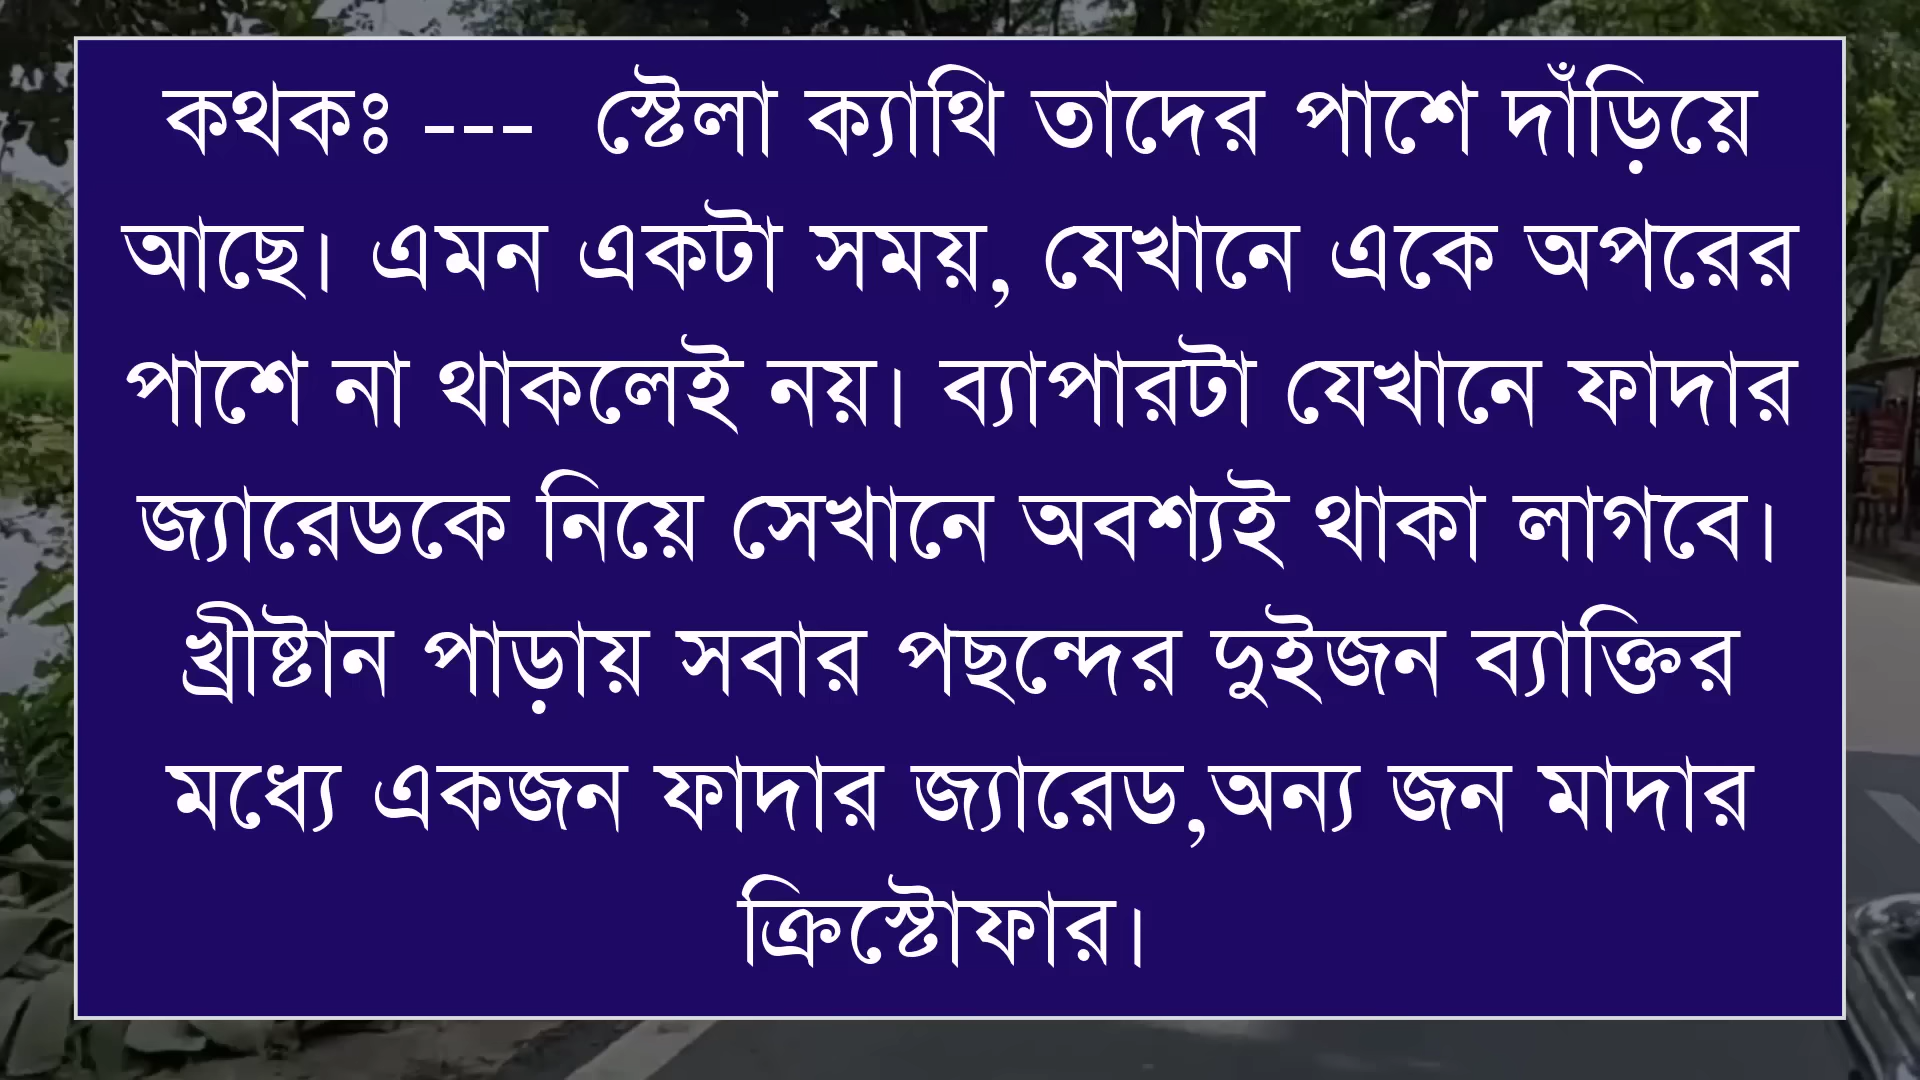 কথকঃ --- স্টেলা ক্যাথি তাদের পাশে দাঁড়িয়ে
আছে। এমন একটা সময়, যেখানে একে অপরের
পাশে না থাকলেই নয়। ব্যাপারটা যেখানে ফাদার
জ্যারেডকে নিয়ে সেখানে অবশ্যই থাকা লাগবে।
খ্রীষ্টান পাড়ায় সবার পছন্দের দুইজন ব্যাক্তির
মধ্যে একজন ফাদার জ্যারেড,অন্য জন মাদার
ক্রিস্টোফার।